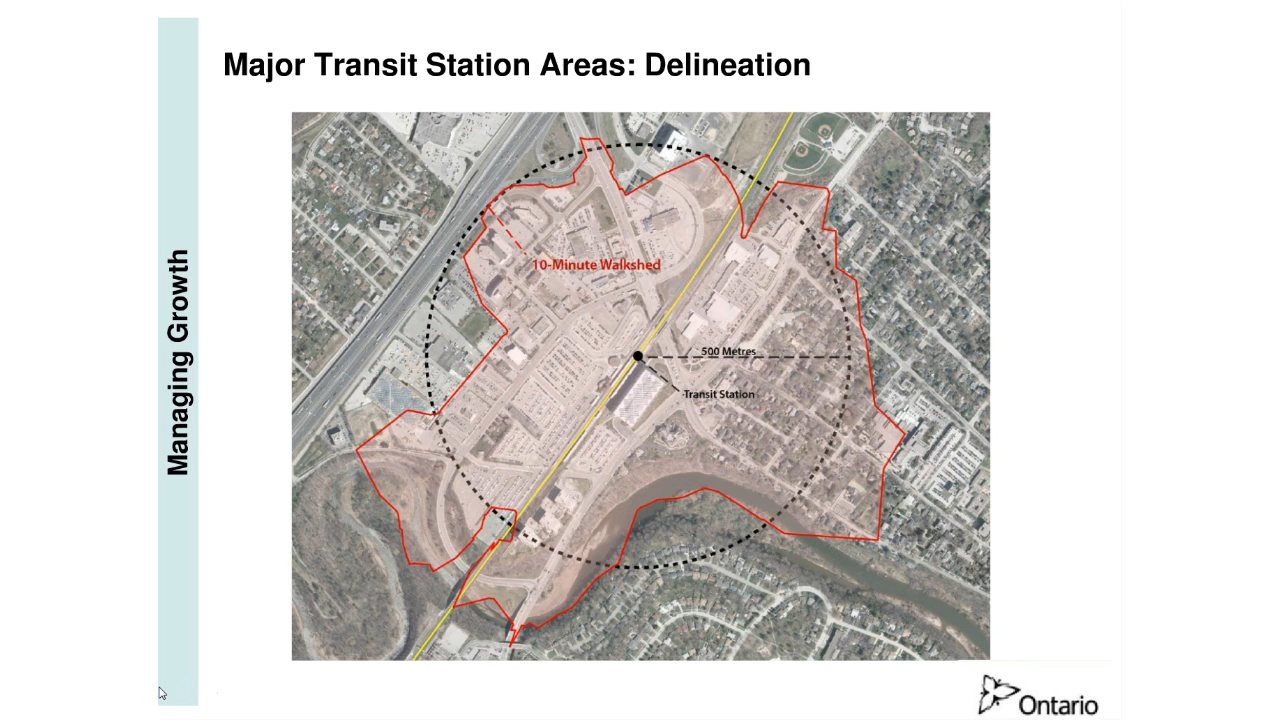 Major Transit Station Areas: Delineation
Managing Growth
10-Minute Walkshed
500 Metres
Transit Station
Ontario